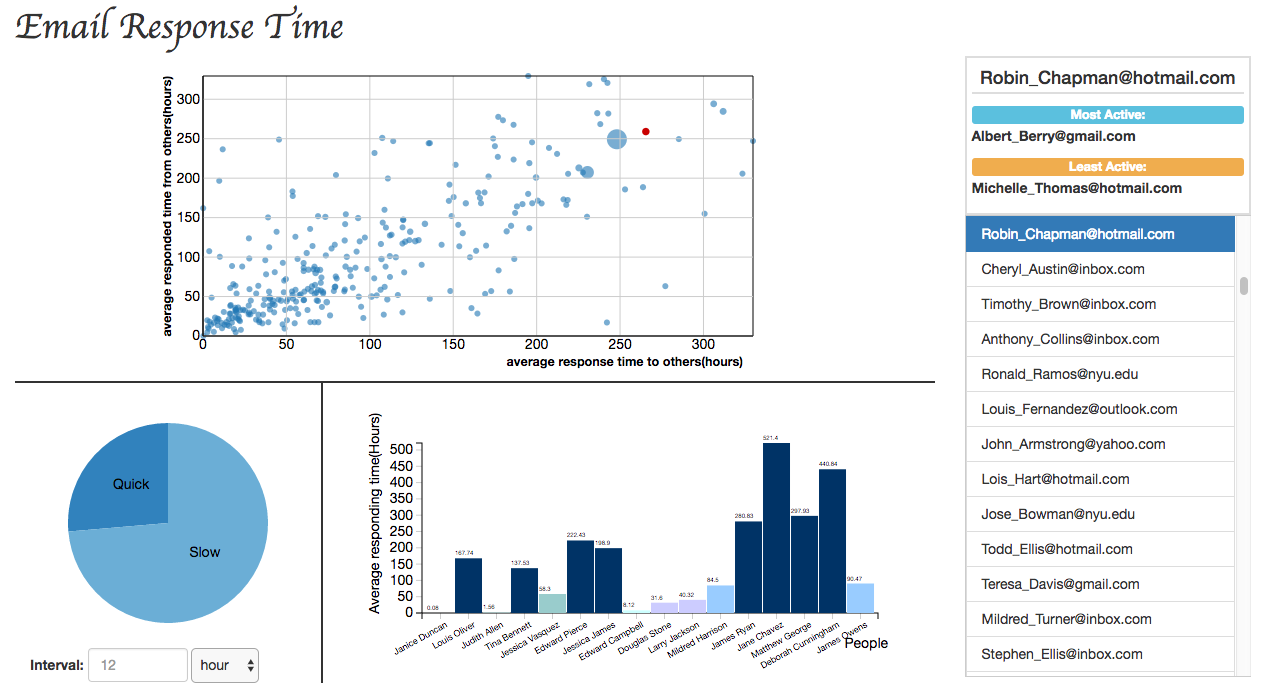 Email Response Time
average responded time from others(hours)
300
250
200
150
100
50
0
0 50 100 150 200 250 300
average response time to others(hours)
Quick
Slow
Interval: 12 hour
Average responding time(Hours)
500
450
400
350
300
250
200
150
100
50
0
0.08 167.74 1.56 137.53 58.3 222.43 198.9 8.12 31.6 40.32 84.5 280.83 521.4 297.93 440.84 90.47
Janice Duncan
Louis Oliver
Judith Allen
Tina Bennett
Jessica Vasquez
Edward Pierce
Jessica James
Edward Campbell
Douglas Stone
Larry Jackson
Mildred Harrison
James Ryan
Jane Chavez
Matthew George
Deborah Cunningham
James Owens
People
Robin_Chapman@hotmail.com
Most Active:
Albert_Berry@gmail.com
Least Active:
Michelle_Thomas@hotmail.com
Robin_Chapman@hotmail.com
Cheryl_Austin@inbox.com
Timothy_Brown@inbox.com
Anthony_Collins@inbox.com
Ronald_Ramos@nyu.edu
Louis_Fernandez@outlook.com
John_Armstrong@yahoo.com
Lois_Hart@hotmail.com
Jose_Bowman@nyu.edu
Todd_Ellis@hotmail.com
Teresa_Davis@gmail.com
Mildred_Turner@inbox.com
Stephen_Ellis@inbox.com